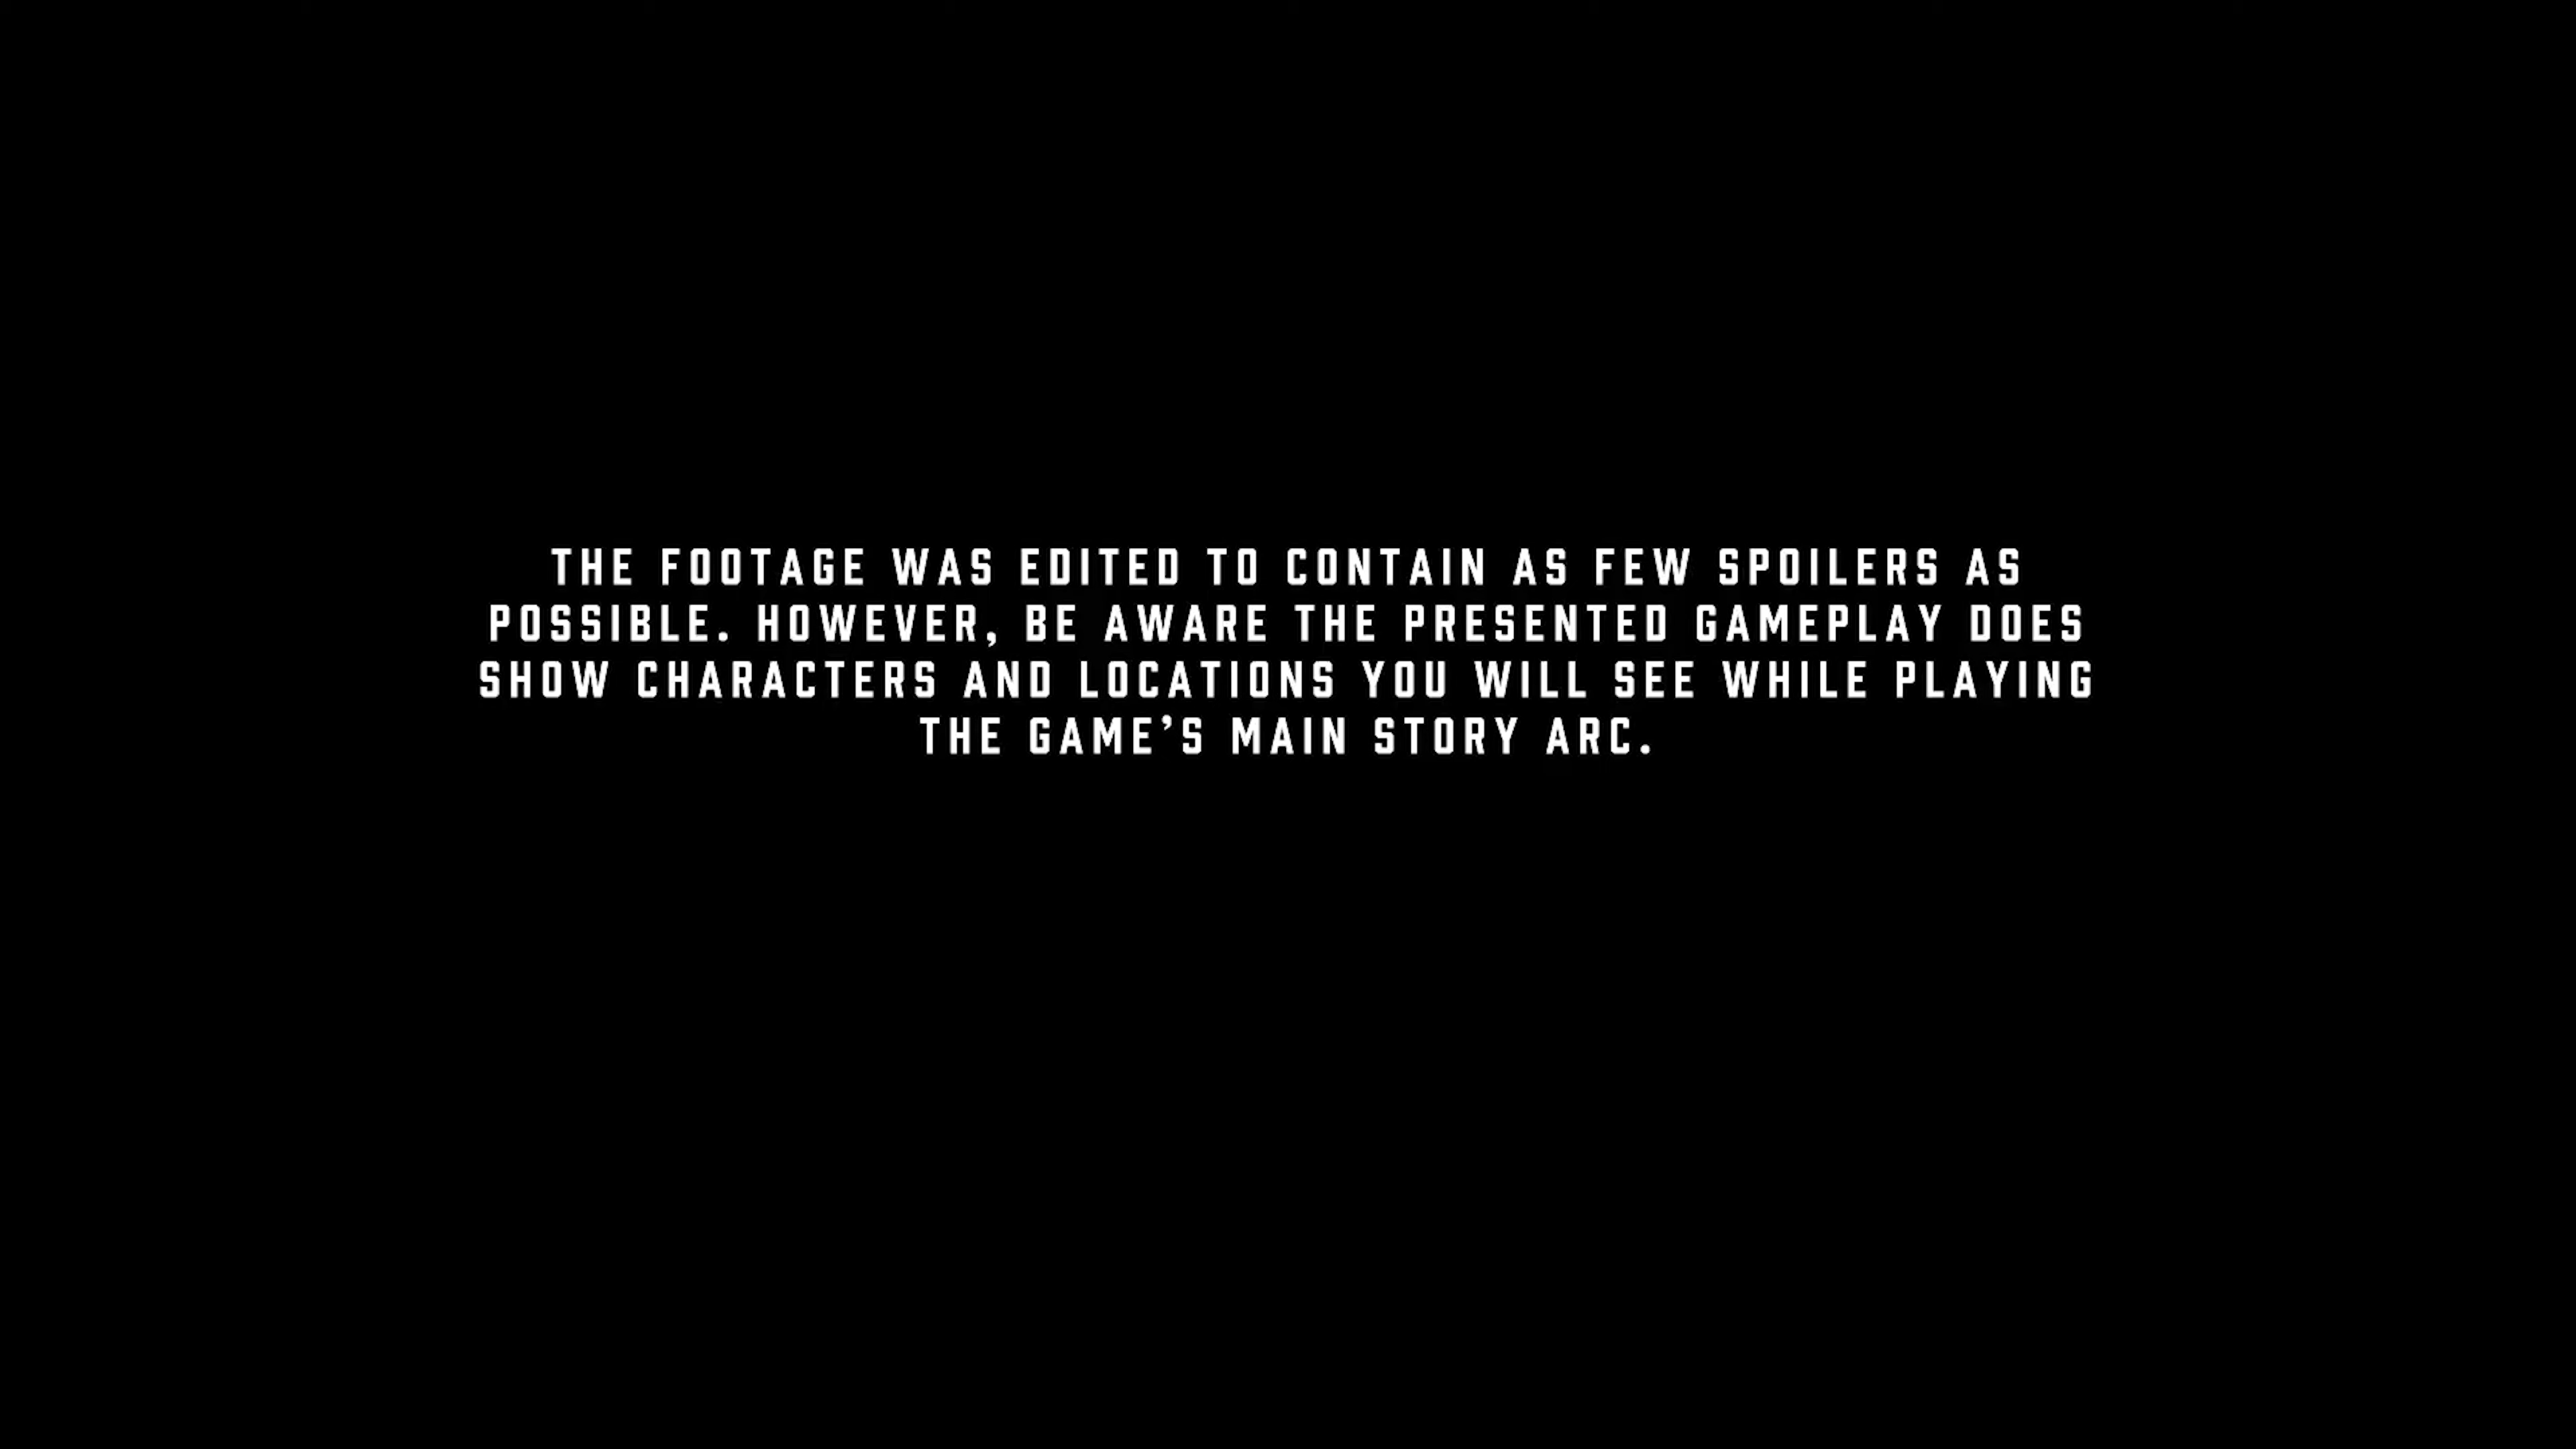 THE FOOTAGE WAS EDITED TO CONTAIN AS FEW SPOILERS AS
POSSIBLE. HOWEVER, BE AWARE THE PRESENTED GAMEPLAY DOES
SHOW CHARACTERS AND LOCATIONS YOU WILL SEE WHILE PLAYING
THE GAME’S MAIN STORY ARC.